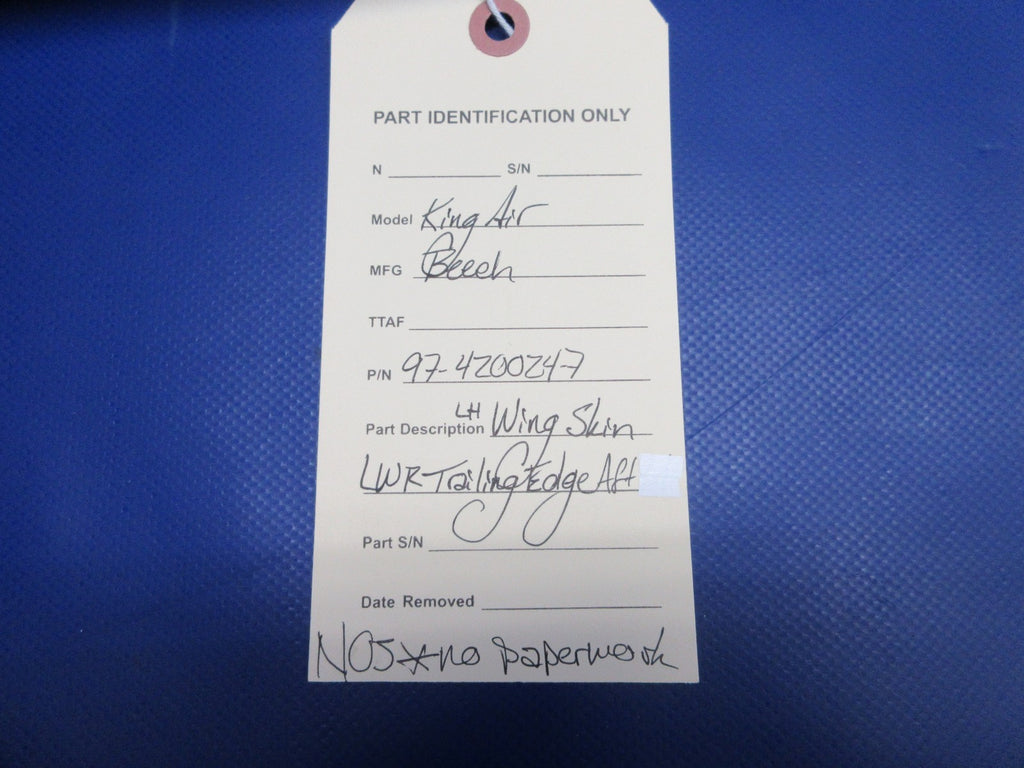 PART IDENTIFICATION ONLY
N S/N
Model King Air
MFG Beech
TTAF
P/N 97-4200247
Part Description LH Wing Skin
LWR Trailing Edge Aft
Part S/N
Date Removed
NOS * no paperwork